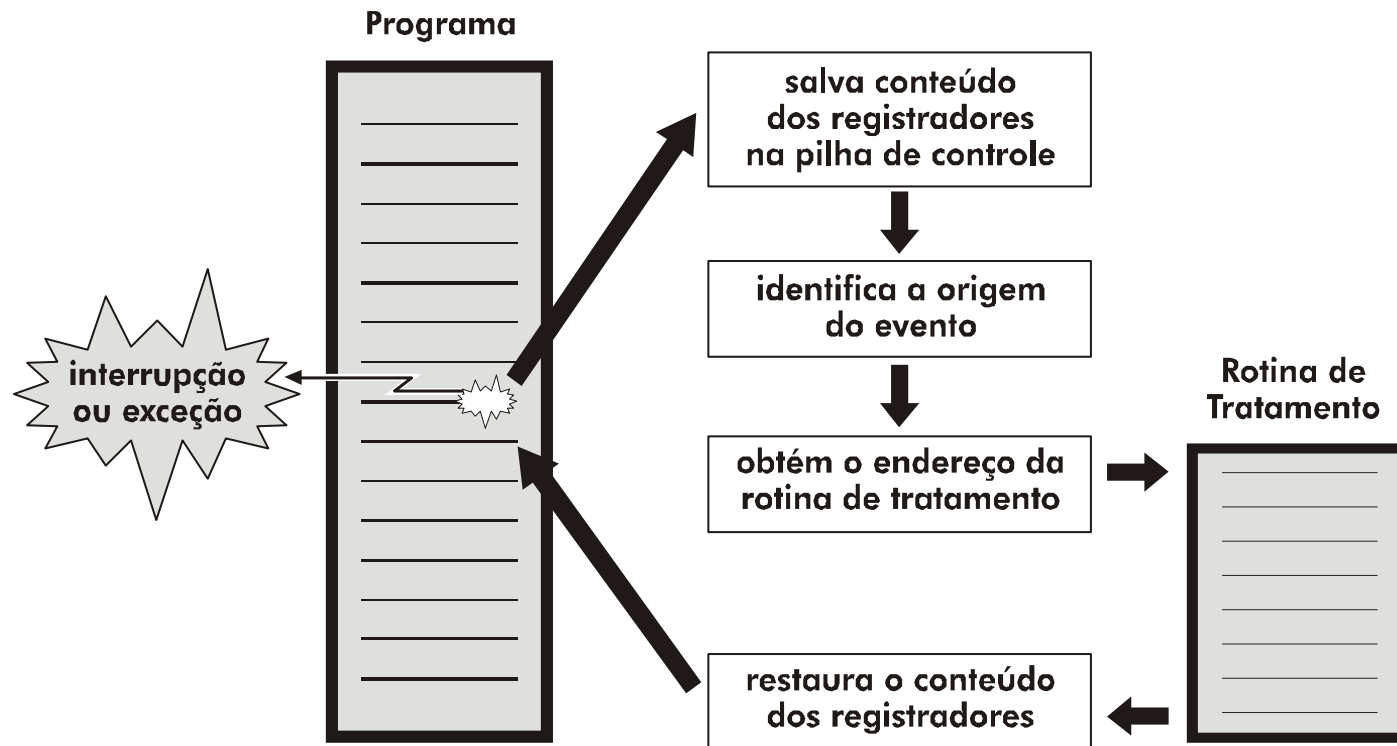 Programa
salva conteúdo
dos registradores
na pilha de controle
identifica a origem
do evento
interrupção
ou exceção
Rotina de
Tratamento
obtém o endereço da
rotina de tratamento
restaura o conteúdo
dos registradores